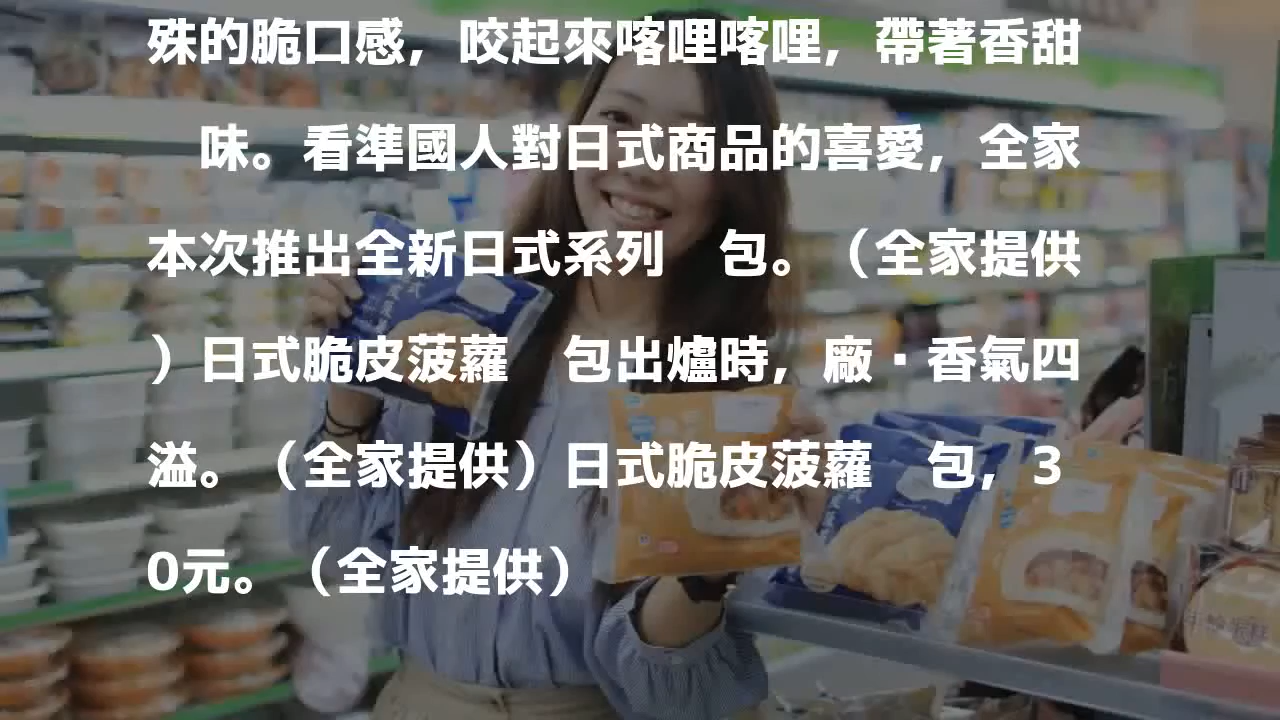 殊的脆口感，咬起來喀哩喀哩，帶著香甜
　味。看準國人對日式商品的喜愛，全家
本次推出全新日式系列　包。（全家提供
）日式脆皮菠蘿　包出爐時，廠·香氣四
溢。（全家提供）日式脆皮菠蘿　包，3
0元。（全家提供）